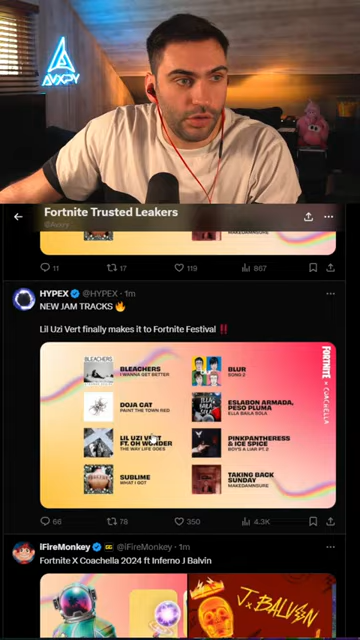 AVXPY
Fortnite Trusted Leakers
@Avxry
MAKEDAMNSURE
11 17 119 867
HYPEX @HYPEX · 1m
NEW JAM TRACKS 🔥
Lil Uzi Vert finally makes it to Fortnite Festival ‼️
FORTNITE × COACHELLA
BLEACHERS
I WANNA GET BETTER
BLUR
SONG 2
DOJA CAT
PAINT THE TOWN RED
ESLABON ARMADA,
PESO PLUMA
ELLA BAILA SOLA
LIL UZI VERT
FT. OH WONDER
THE WAY LIFE GOES
PINKPANTHERESS
& ICE SPICE
BOY'S A LIAR PT. 2
SUBLIME
WHAT I GOT
TAKING BACK
SUNDAY
MAKEDAMNSURE
66 78 350 4.3K
iFireMonkey @iFireMonkey · 1m
Fortnite X Coachella 2024 ft Inferno J Balvin
J×BALVIN